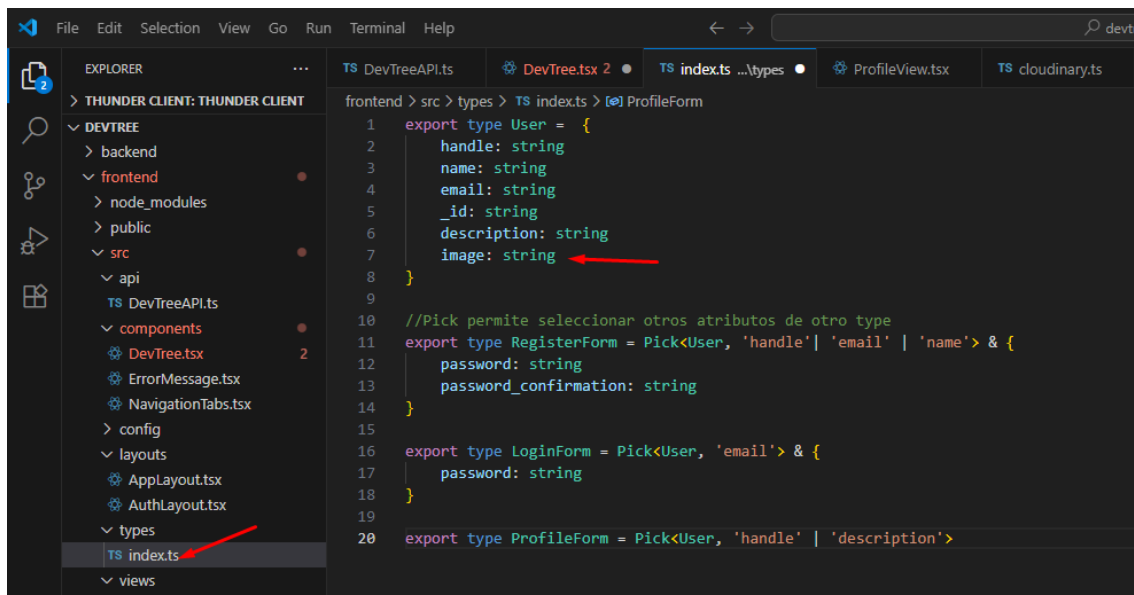 File Edit Selection View Go Run Terminal Help
devt
EXPLORER
2
THUNDER CLIENT: THUNDER CLIENT
DEVTREE
backend
frontend
node_modules
public
src
api
TS DevTreeAPI.ts
components
DevTree.tsx 2
ErrorMessage.tsx
NavigationTabs.tsx
config
layouts
AppLayout.tsx
AuthLayout.tsx
types
TS index.ts
views
TS DevTreeAPI.ts DevTree.tsx 2 TS index.ts ...\types ProfileView.tsx TS cloudinary.ts
frontend > src > types > TS index.ts > ProfileForm
1 export type User = {
2 handle: string
3 name: string
4 email: string
5 _id: string
6 description: string
7 image: string
8 }
9
10 //Pick permite seleccionar otros atributos de otro type
11 export type RegisterForm = Pick<User, 'handle'| 'email' | 'name'> & {
12 password: string
13 password_confirmation: string
14 }
15
16 export type LoginForm = Pick<User, 'email'> & {
17 password: string
18 }
19
20 export type ProfileForm = Pick<User, 'handle' | 'description'>